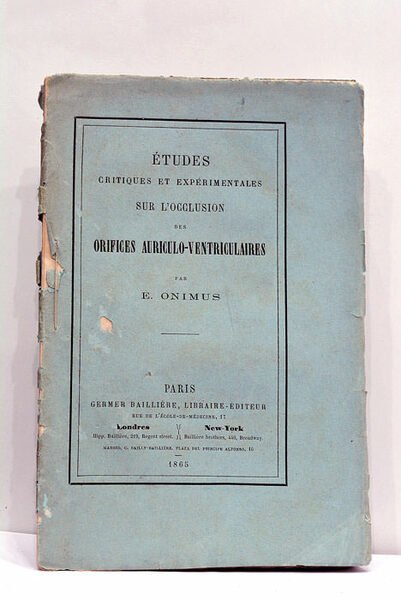 ÉTUDES
CRITIQUES ET EXPÉRIMENTALES
SUR L'OCCLUSION
DES
ORIFICES AURICULO-VENTRICULAIRES
PAR
E. ONIMUS
PARIS
GERMER BAILLIÈRE, LIBRAIRE-ÉDITEUR
RUE DE L'ÉCOLE-DE-MÉDECINE, 17
Londres New-York
Hipp. Baillière, 219, Regent street. Baillière brothers, 440, Broadway.
MADRID, C. BAILLY-BAILLIÈRE, PLAZA DEL PRINCIPE ALFONSO, 16
1865